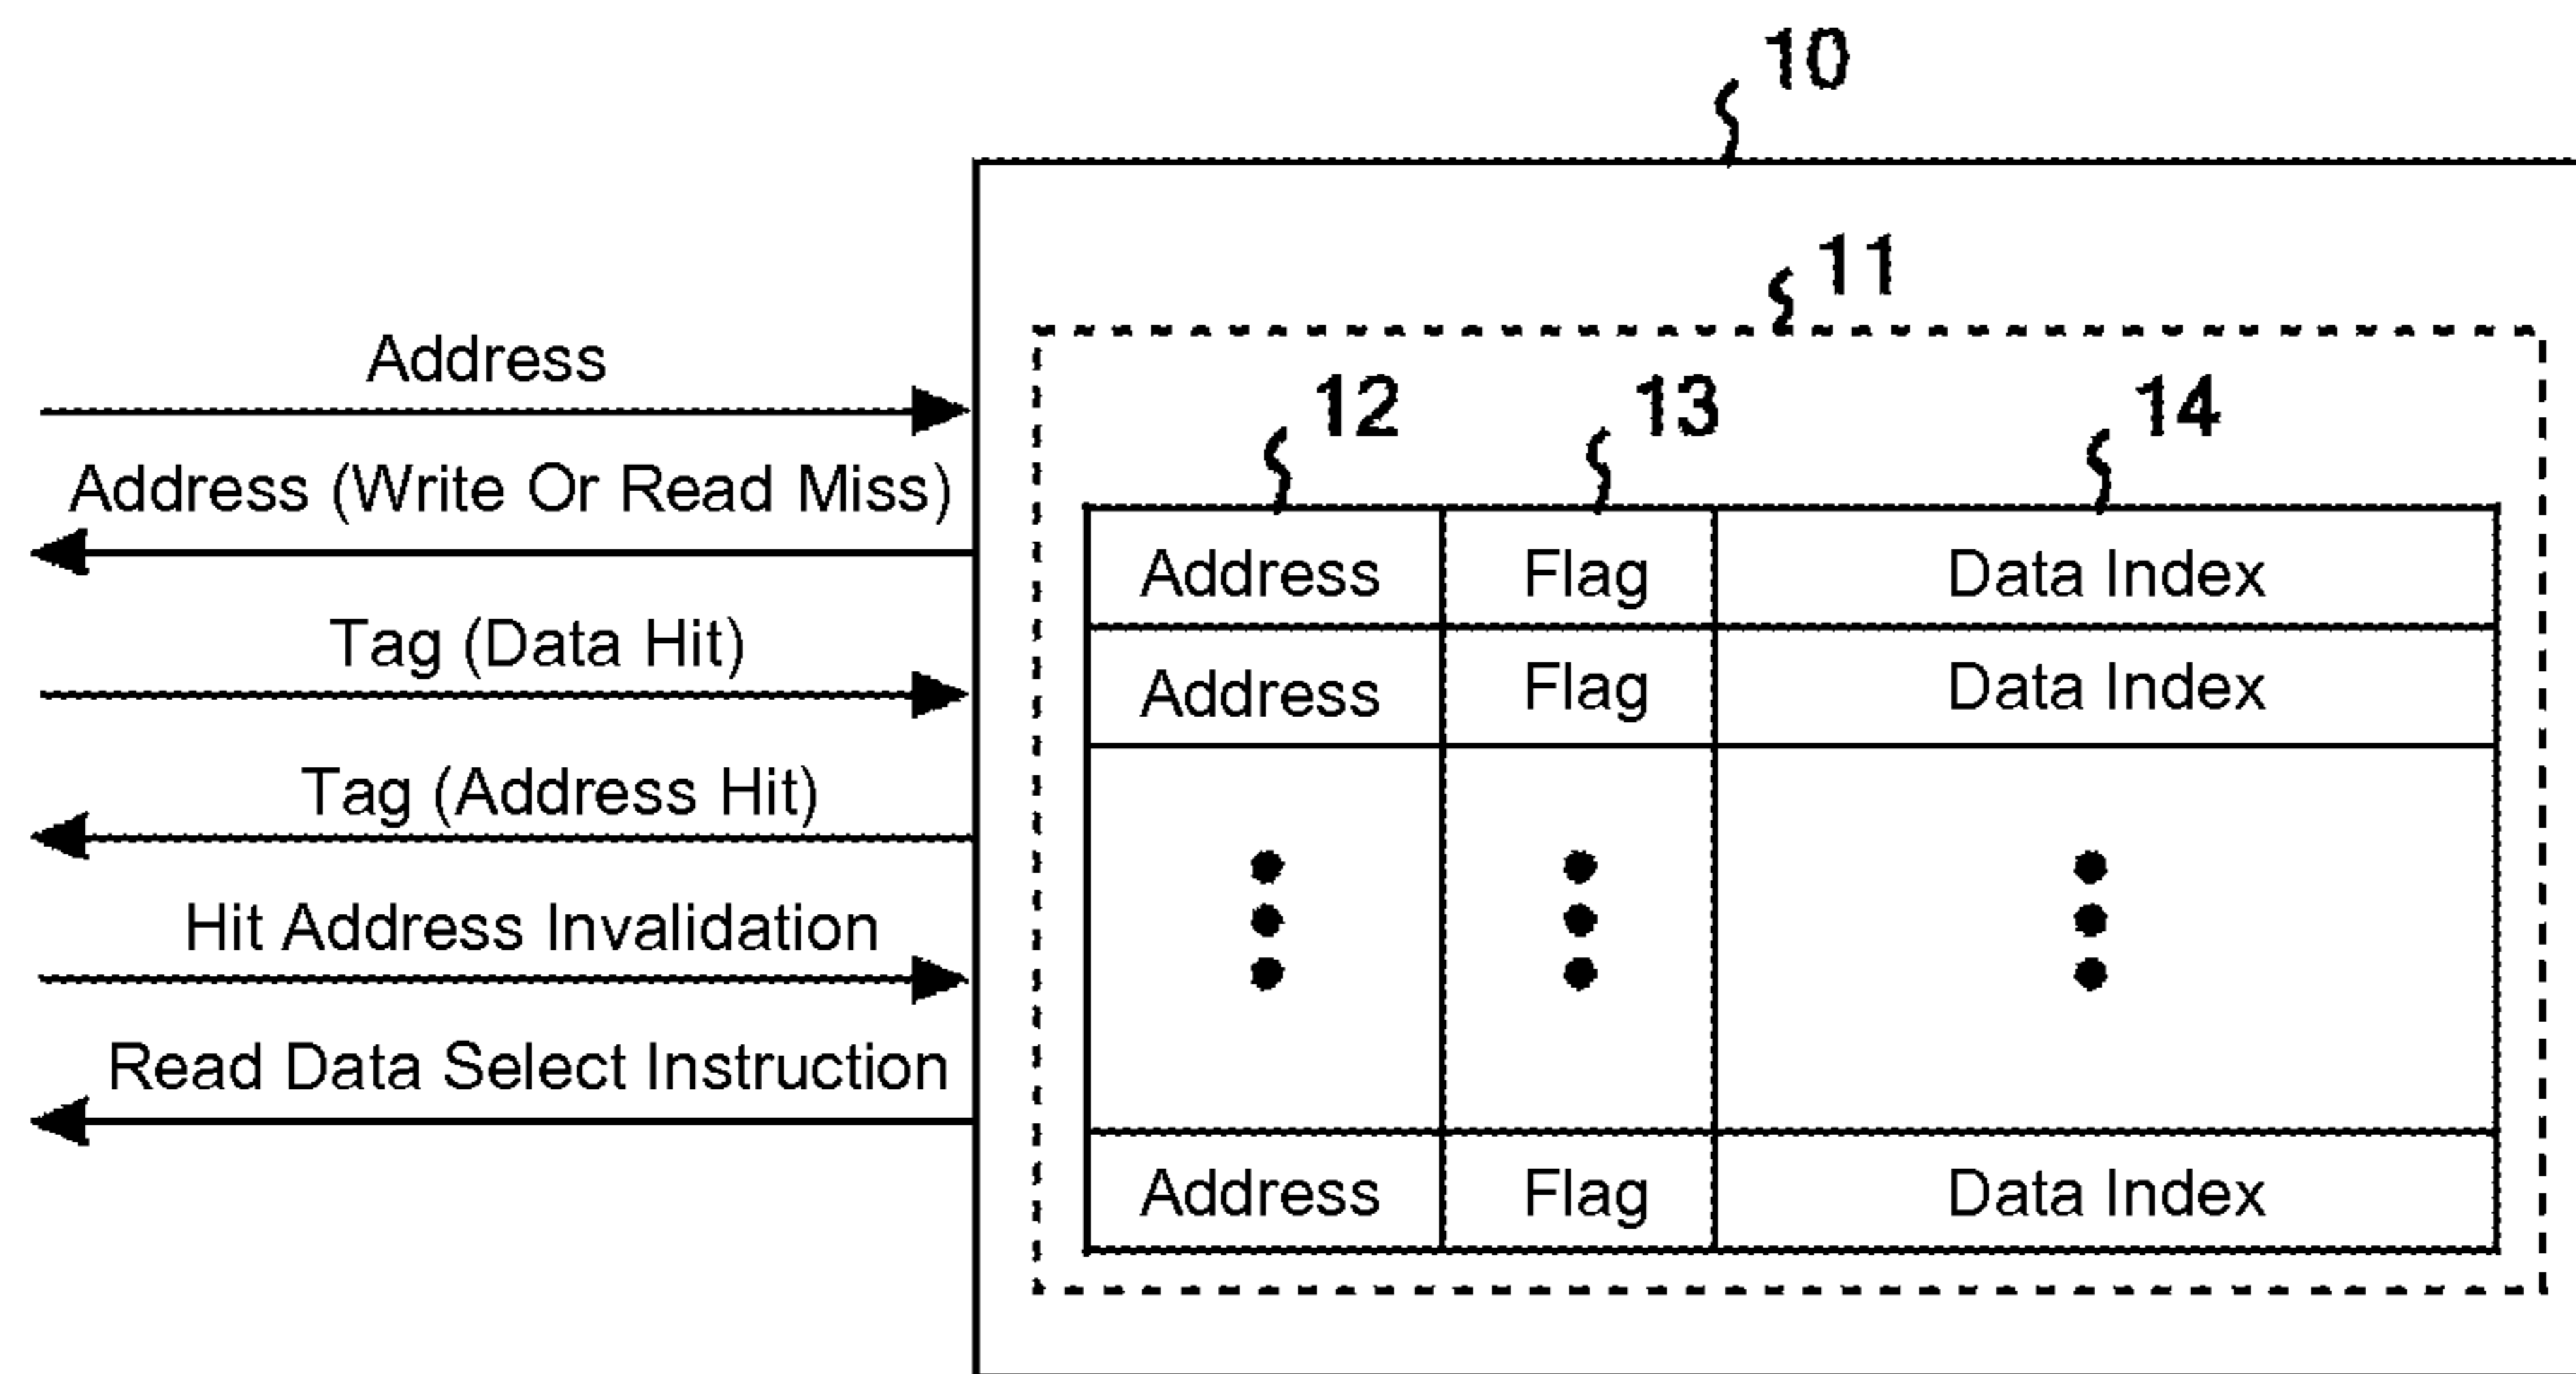 10
11
Address
12 13 14
Address (Write Or Read Miss)
Address Flag Data Index
Tag (Data Hit)
Address Flag Data Index
Tag (Address Hit)
Hit Address Invalidation
Read Data Select Instruction
Address Flag Data Index